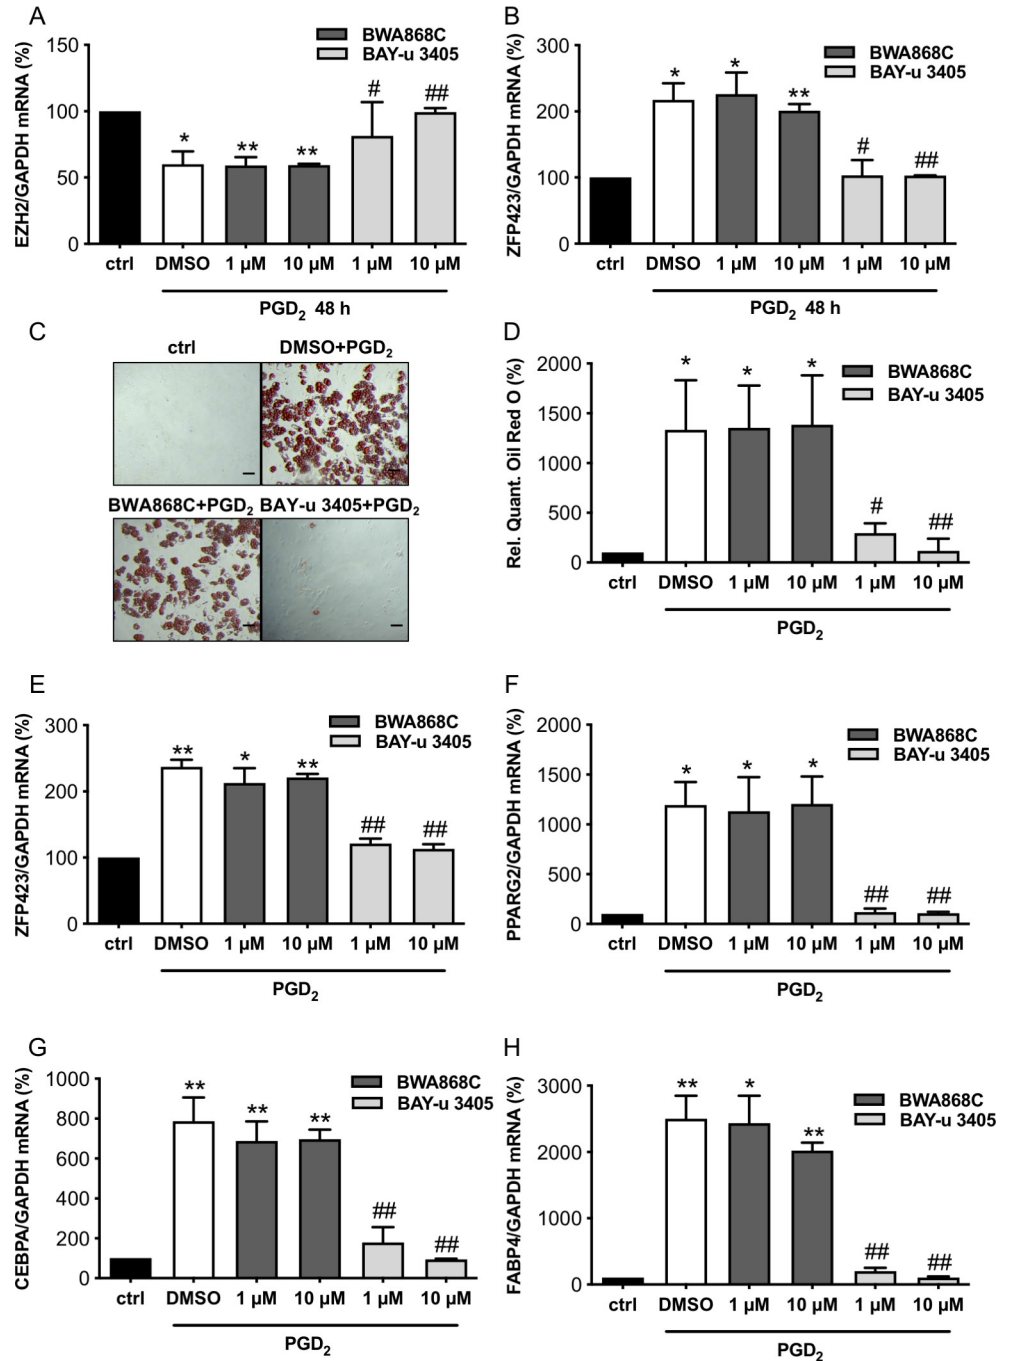 A
EZH2/GAPDH mRNA (%)
150
100
50
0
BWA868C
BAY-u 3405
*
**
**
#
##
ctrl DMSO 1 µM 10 µM 1 µM 10 µM
PGD2 48 h
B
ZFP423/GAPDH mRNA (%)
300
200
100
0
BWA868C
BAY-u 3405
*
*
**
#
##
ctrl DMSO 1 µM 10 µM 1 µM 10 µM
PGD2 48 h
C
ctrl DMSO+PGD2
BWA868C+PGD2 BAY-u 3405+PGD2
D
Rel. Quant. Oil Red O (%)
2000
1500
1000
500
0
BWA868C
BAY-u 3405
*
*
*
#
##
ctrl DMSO 1 µM 10 µM 1 µM 10 µM
PGD2
E
ZFP423/GAPDH mRNA (%)
300
200
100
0
BWA868C
BAY-u 3405
**
*
**
##
##
ctrl DMSO 1 µM 10 µM 1 µM 10 µM
PGD2
F
PPARG2/GAPDH mRNA (%)
2000
1500
1000
500
0
BWA868C
BAY-u 3405
*
*
*
##
##
ctrl DMSO 1 µM 10 µM 1 µM 10 µM
PGD2
G
CEBPA/GAPDH mRNA (%)
1000
800
600
400
200
0
BWA868C
BAY-u 3405
**
**
**
##
##
ctrl DMSO 1 µM 10 µM 1 µM 10 µM
PGD2
H
FABP4/GAPDH mRNA (%)
3000
2000
1000
0
BWA868C
BAY-u 3405
**
*
**
##
##
ctrl DMSO 1 µM 10 µM 1 µM 10 µM
PGD2